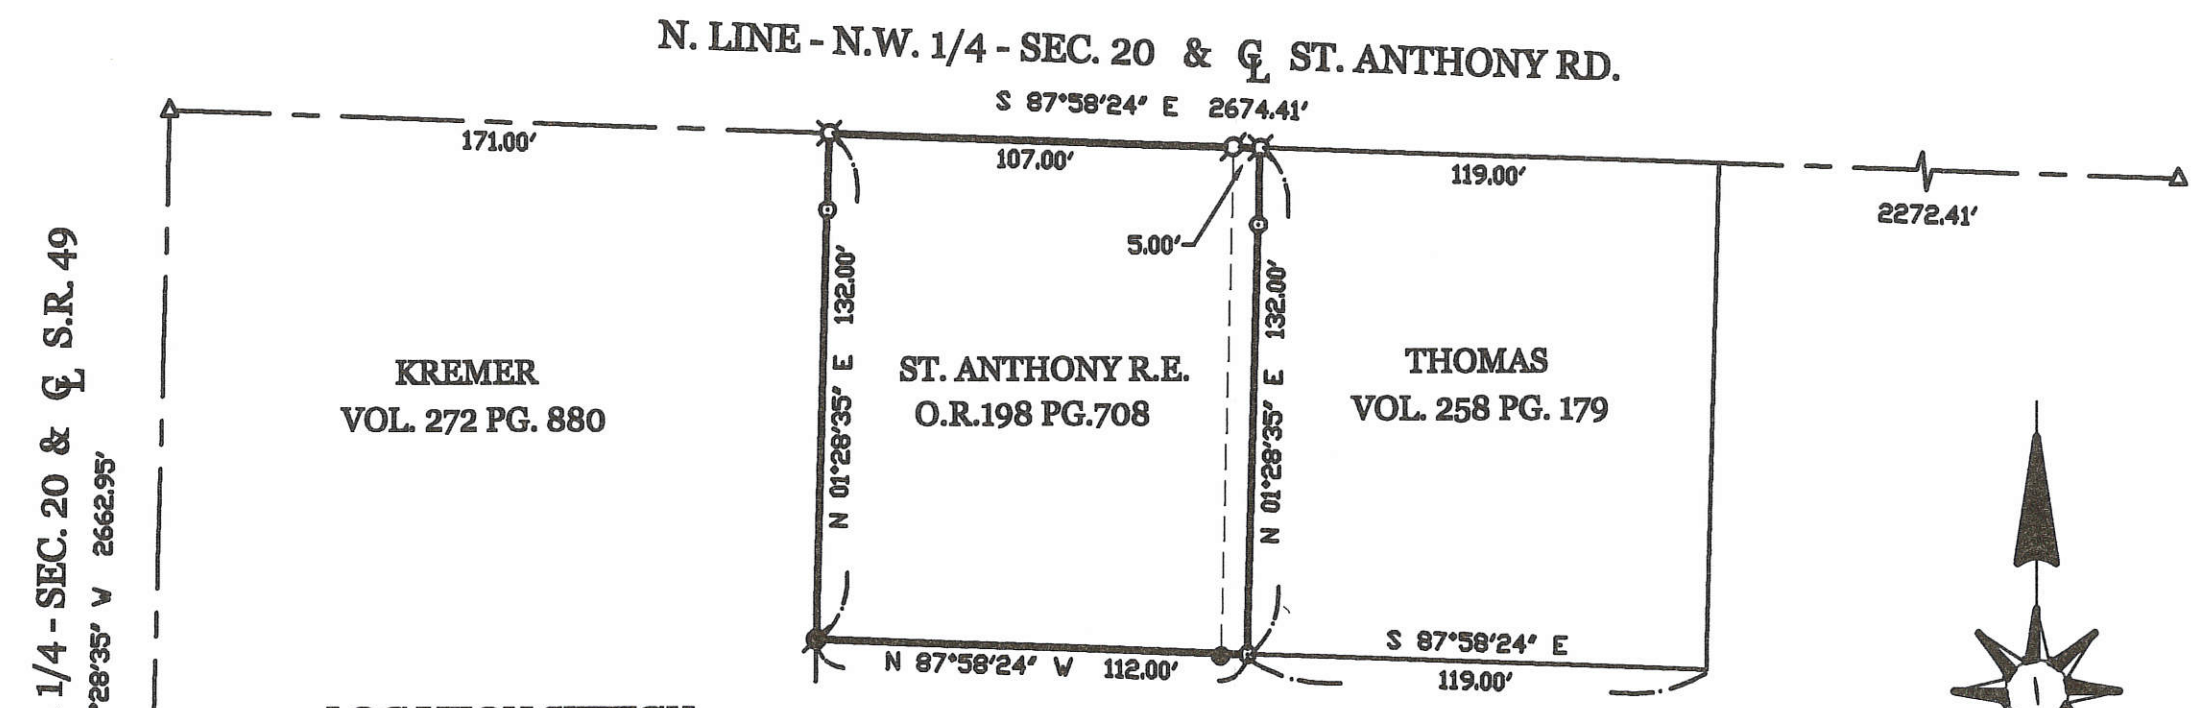 N. LINE - N.W. 1/4 - SEC. 20 & ℄ ST. ANTHONY RD.
S 87°58'24" E 2674.41'
171.00'
107.00'
119.00'
2272.41'
5.00'
1/4 - SEC. 20 & ℄ S.R. 49
°28'35" W 2662.95'
KREMER
VOL. 272 PG. 880
N 01°28'35" E 132.00'
ST. ANTHONY R.E.
O.R.198 PG.708
N 01°28'35" E 132.00'
THOMAS
VOL. 258 PG. 179
N 87°58'24" W 112.00'
S 87°58'24" E
119.00'